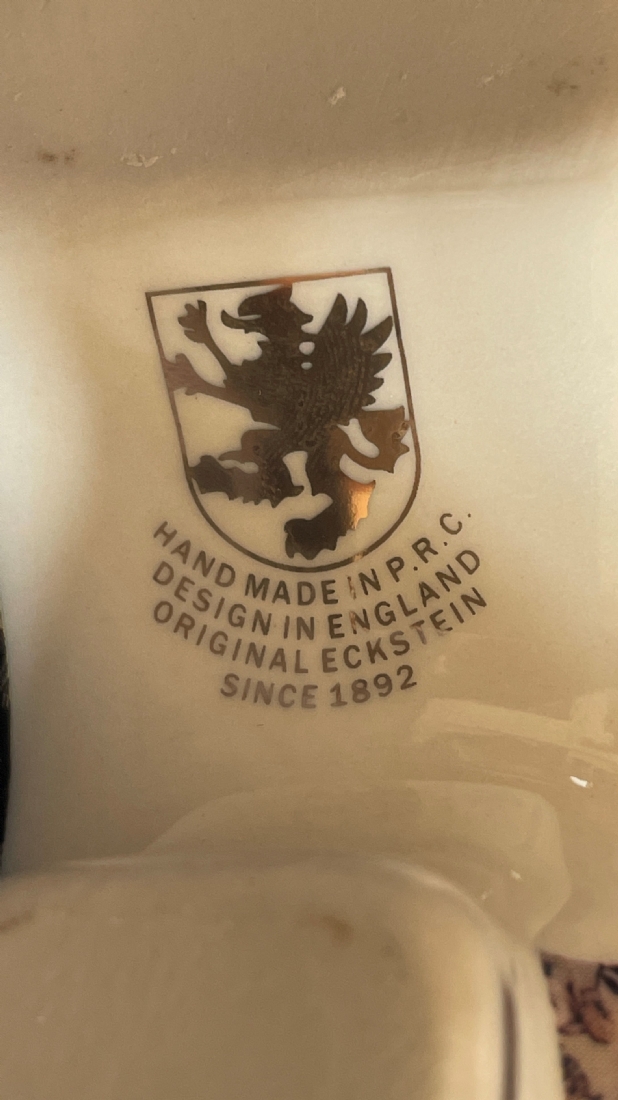 HAND MADE IN P.R.C.
DESIGN IN ENGLAND
ORIGINAL ECKSTEIN
SINCE 1892